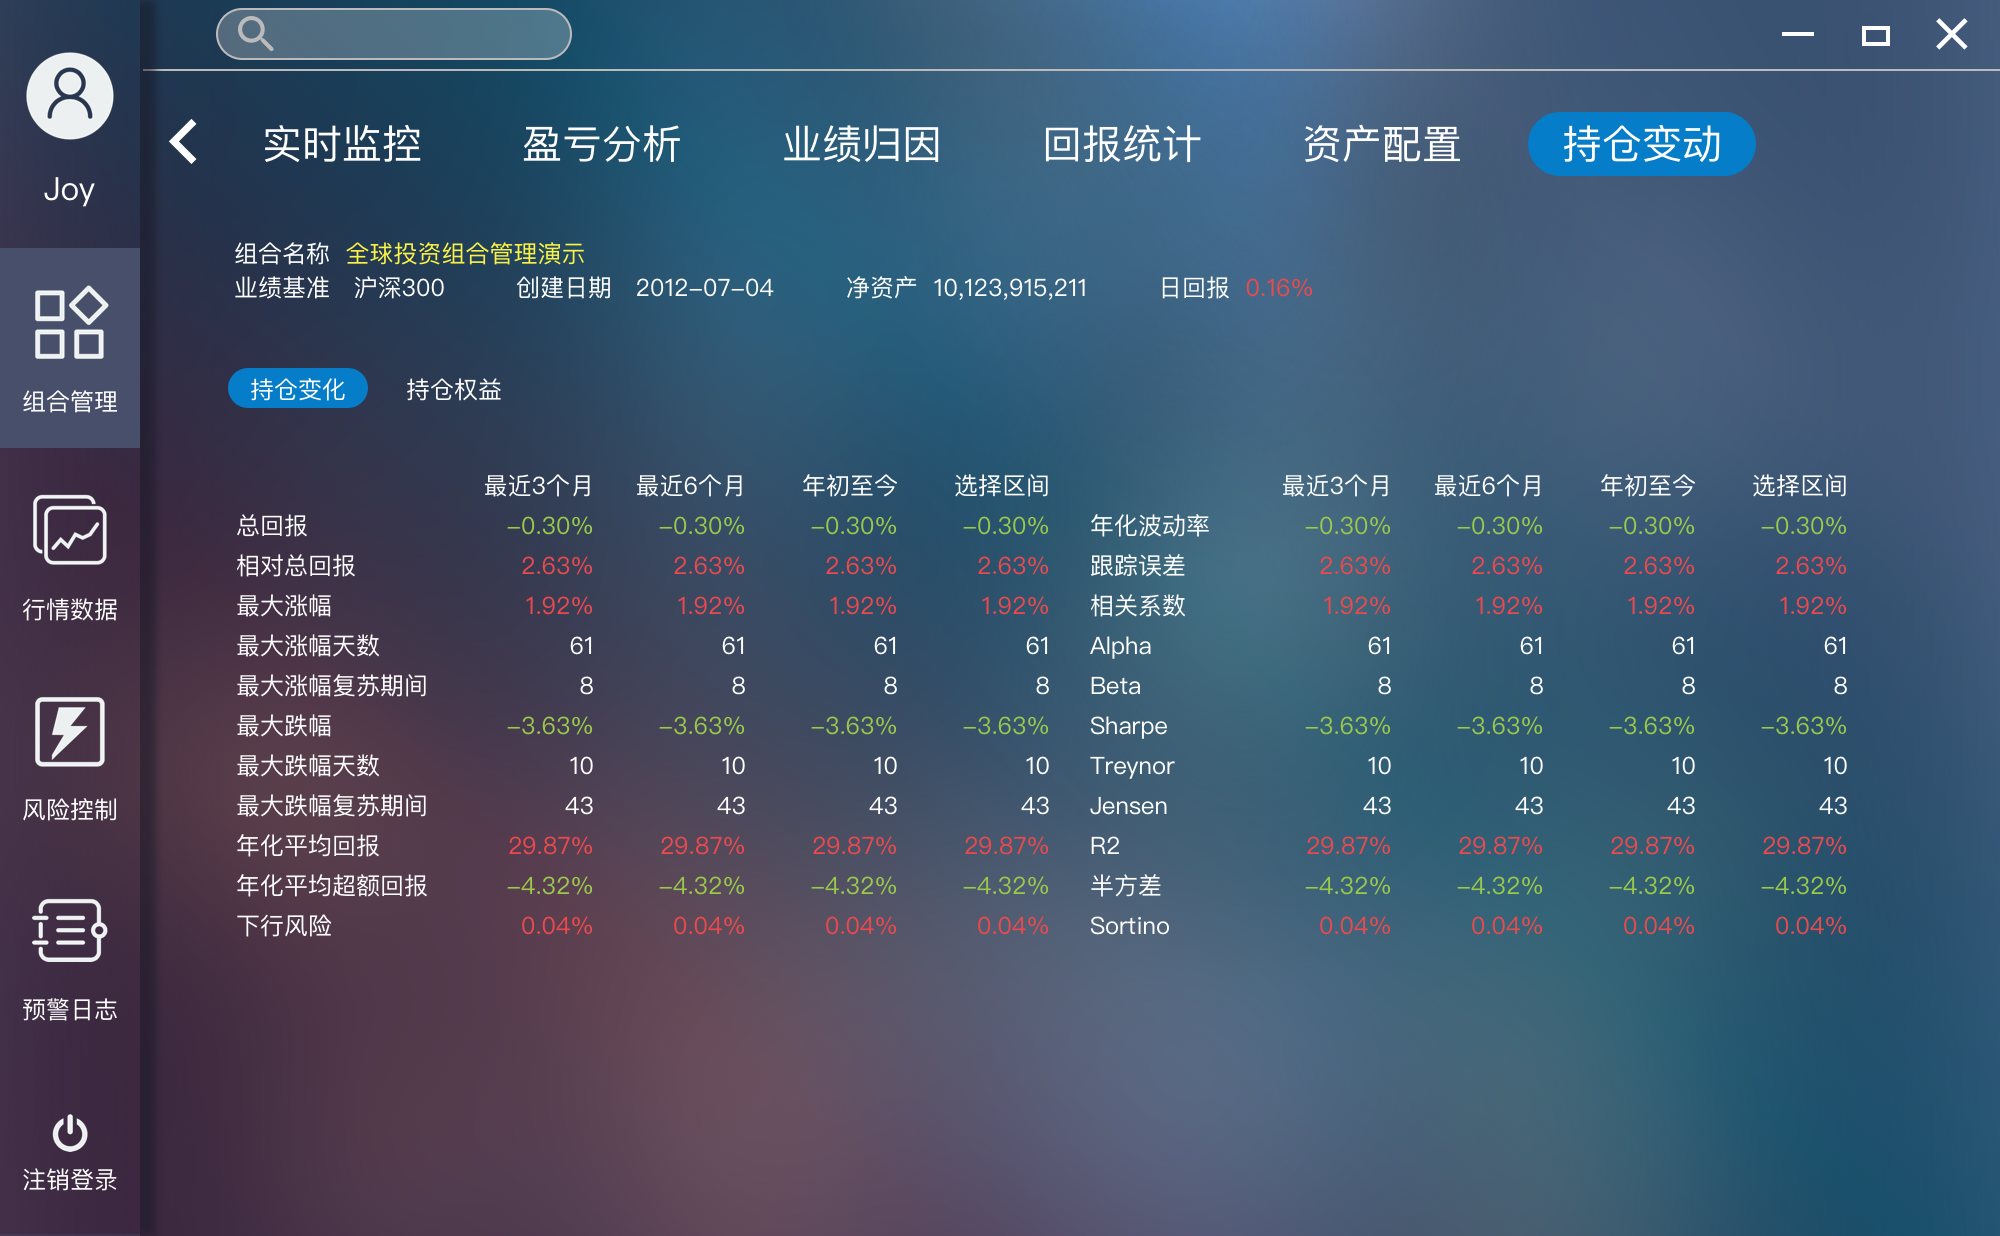 Joy
组合管理
行情数据
风险控制
预警日志
注销登录
实时监控 盈亏分析 业绩归因 回报统计 资产配置 持仓变动
组合名称 全球投资组合管理演示
业绩基准 沪深300 创建日期 2012-07-04 净资产 10,123,915,211 日回报 0.16%
持仓变化 持仓权益
最近3个月 最近6个月 年初至今 选择区间 最近3个月 最近6个月 年初至今 选择区间
总回报 -0.30% -0.30% -0.30% -0.30% 年化波动率 -0.30% -0.30% -0.30% -0.30%
相对总回报 2.63% 2.63% 2.63% 2.63% 跟踪误差 2.63% 2.63% 2.63% 2.63%
最大涨幅 1.92% 1.92% 1.92% 1.92% 相关系数 1.92% 1.92% 1.92% 1.92%
最大涨幅天数 61 61 61 61 Alpha 61 61 61 61
最大涨幅复苏期间 8 8 8 8 Beta 8 8 8 8
最大跌幅 -3.63% -3.63% -3.63% -3.63% Sharpe -3.63% -3.63% -3.63% -3.63%
最大跌幅天数 10 10 10 10 Treynor 10 10 10 10
最大跌幅复苏期间 43 43 43 43 Jensen 43 43 43 43
年化平均回报 29.87% 29.87% 29.87% 29.87% R2 29.87% 29.87% 29.87% 29.87%
年化平均超额回报 -4.32% -4.32% -4.32% -4.32% 半方差 -4.32% -4.32% -4.32% -4.32%
下行风险 0.04% 0.04% 0.04% 0.04% Sortino 0.04% 0.04% 0.04% 0.04%